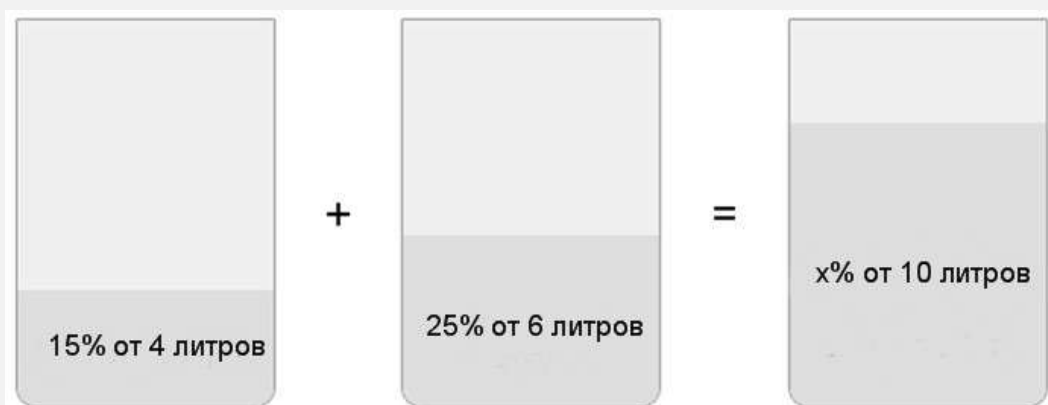 15% от 4 литров
+
25% от 6 литров
=
x% от 10 литров